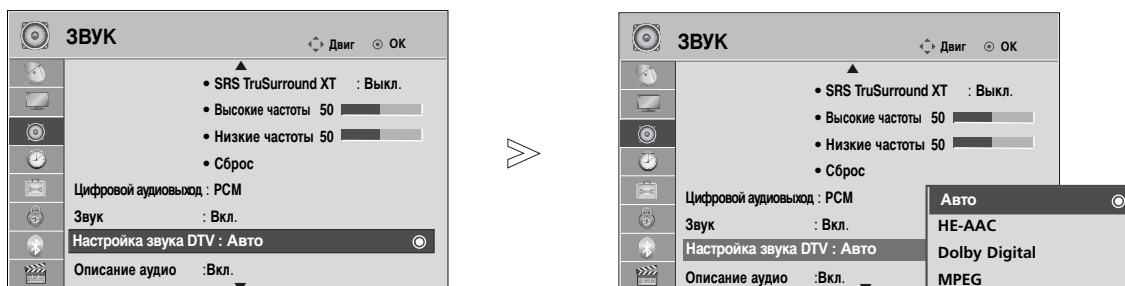 ЗВУК
Двиг ОК
• SRS TruSurround XT : Выкл.
• Высокие частоты 50
• Низкие частоты 50
• Сброс
Цифровой аудиовыход : PCM
Звук : Вкл.
Настройка звука DTV : Авто
Описание аудио :Вкл.
ЗВУК
Двиг ОК
• SRS TruSurround XT : Выкл.
• Высокие частоты 50
• Низкие частоты 50
• Сброс
Цифровой аудиовыход : PCM
Звук : Вкл.
Настройка звука DTV : Авто
Описание аудио :Вкл.
Авто
HE-AAC
Dolby Digital
MPEG